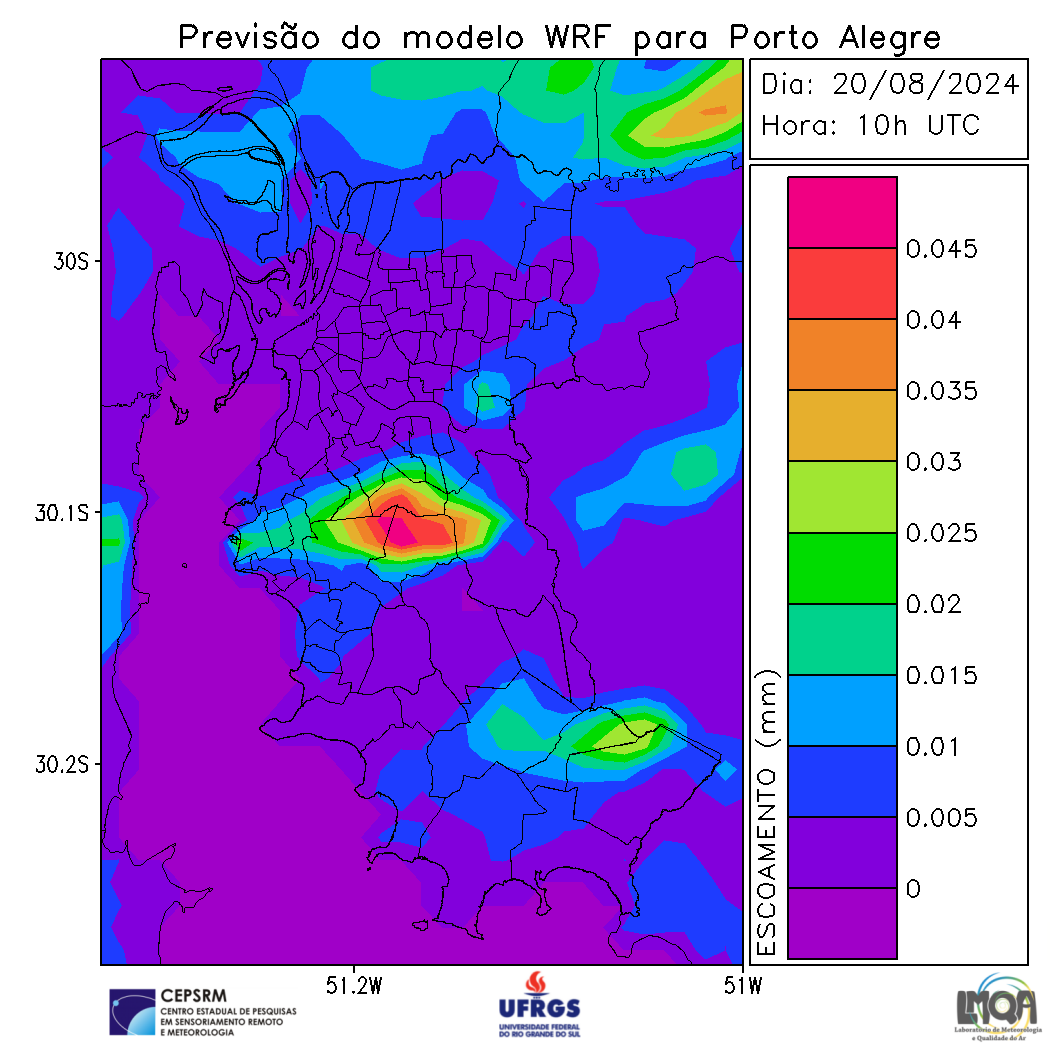 Previsão do modelo WRF para Porto Alegre
Dia: 20/08/2024
Hora: 10h UTC
0.045
0.04
0.035
0.03
0.025
0.02
0.015
0.01
0.005
0
ESCOAMENTO (mm)
30S
30.1S
30.2S
51.2W
51W
CEPSRM
CENTRO ESTADUAL DE PESQUISAS
EM SENSORIAMENTO REMOTO
E METEOROLOGIA
UFRGS
UNIVERSIDADE FEDERAL
DO RIO GRANDE DO SUL
LMQA
Laboratório de Meteorologia
e Qualidade do Ar